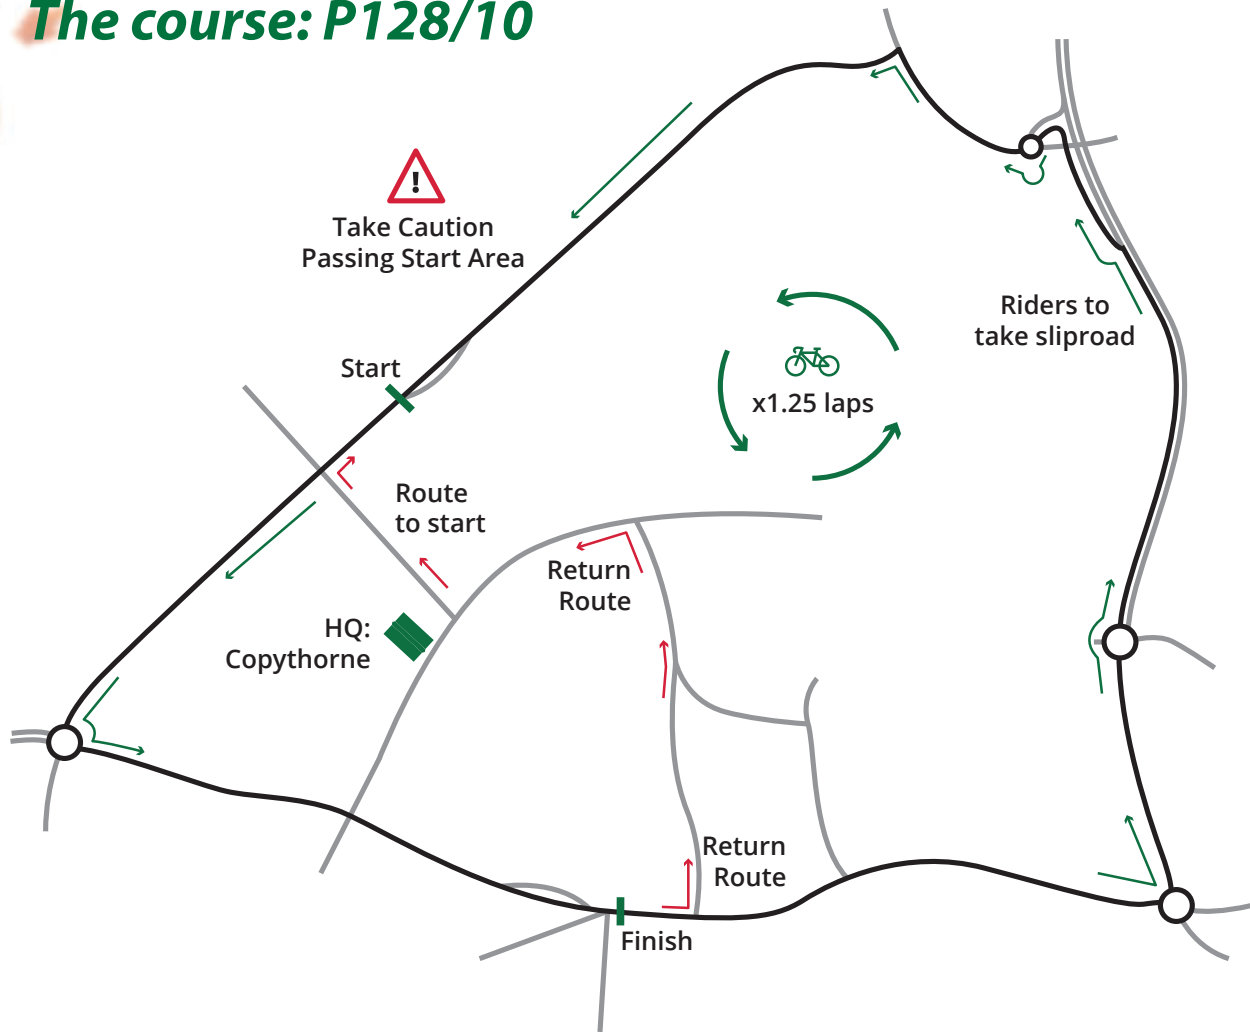 The course: P128/10
!
Take Caution
Passing Start Area
Riders to
take sliproad
Start
x1.25 laps
Route
to start
Return
Route
HQ:
Copythorne
Return
Route
Finish